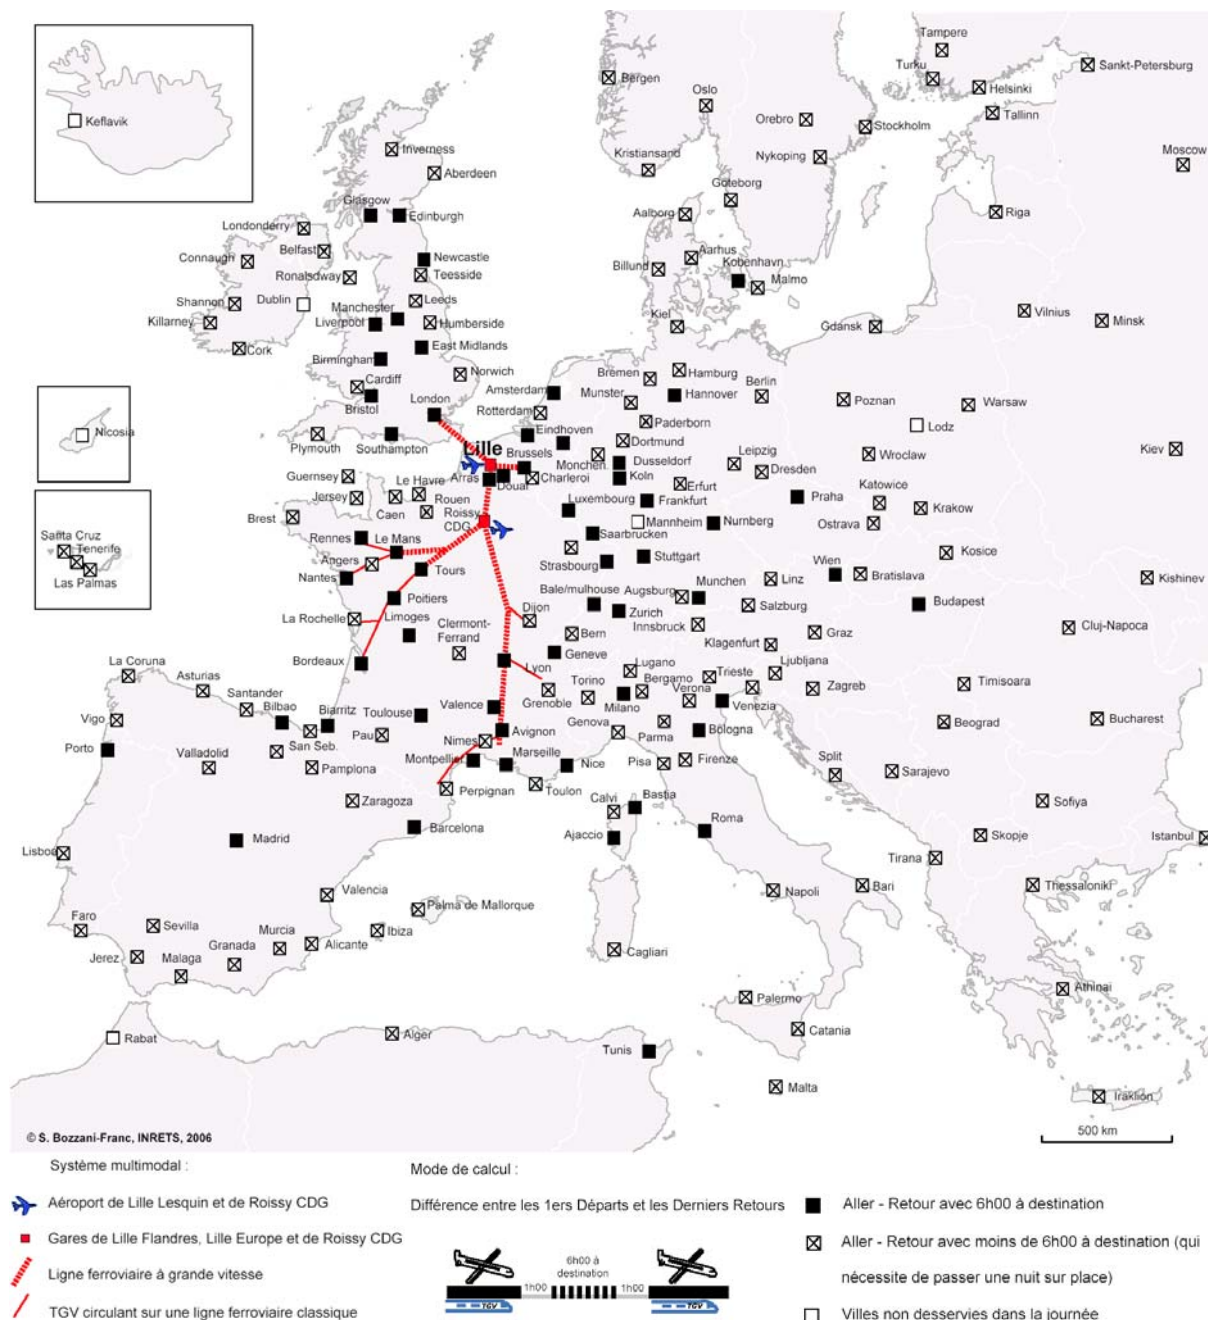 Keflavik
Tampere
Turku
Sankt-Petersburg
Bergen
Helsinki
Oslo
Orebro
Stockholm
Tallinn
Nykoping
Moscow
Inverness
Aberdeen
Kristiansand
Göteborg
Aalborg
Riga
Glasgow
Edinburgh
Londonderry
Belfast
Connaugh
Newcastle
Teesside
Ronalsdway
Aarhus
Billund
Kobenhavn
Malmo
Shannon
Dublin
Manchester
Leeds
Killarney
Liverpool
Humberside
Vilnius
Minsk
Kiel
Gdansk
Cork
East Midlands
Birmingham
Cardiff
Norwich
Bremen
Hamburg
Berlin
Amsterdam
Munster
Hannover
Poznan
Warsaw
Bristol
London
Rotterdam
Paderborn
Lodz
Nicosia
Plymouth
Southampton
Eindhoven
Dortmund
Lille
Brussels
Monchen.
Dusseldorf
Leipzig
Wroclaw
Kiev
Guernsey
Le Havre
Arras
Douai
Charleroi
Koln
Erfurt
Dresden
Katowice
Jersey
Caen
Rouen
Luxembourg
Frankfurt
Praha
Krakow
Brest
Roissy
CDG
Mannheim
Nurnberg
Ostrava
Santa Cruz
Tenerife
Las Palmas
Rennes
Le Mans
Saarbrucken
Kosice
Angers
Strasbourg
Stuttgart
Wien
Nantes
Tours
Linz
Bratislava
Kishinev
Munchen
Bale/mulhouse
Augsburg
Poitiers
Dijon
Zurich
Salzburg
Budapest
La Rochelle
Limoges
Clermont-
Ferrand
Bern
Innsbruck
Graz
Cluj-Napoca
Klagenfurt
Bordeaux
Geneve
La Coruna
Lyon
Lugano
Trieste
Ljubljana
Asturias
Torino
Bergamo
Timisoara
Santander
Grenoble
Verona
Zagreb
Vigo
Bilbao
Biarritz
Toulouse
Valence
Milano
Venezia
Beograd
Bucharest
Porto
San Seb.
Pau
Nimes
Avignon
Genova
Parma
Bologna
Valladolid
Pamplona
Montpellier
Marseille
Nice
Pisa
Firenze
Split
Sarajevo
Zaragoza
Perpignan
Toulon
Calvi
Bastia
Sofiya
Madrid
Barcelona
Ajaccio
Roma
Skopje
Istanbul
Lisboa
Tirana
Valencia
Palma de Mallorque
Napoli
Bari
Thessaloniki
Faro
Sevilla
Murcia
Alicante
Ibiza
Jerez
Malaga
Granada
Cagliari
Athinai
Palermo
Catania
Rabat
Alger
Tunis
Malta
Iraklion
500 km
© S. Bozzani-Franc, INRETS, 2006
Système multimodal :
Aéroport de Lille Lesquin et de Roissy CDG
Gares de Lille Flandres, Lille Europe et de Roissy CDG
Ligne ferroviaire à grande vitesse
TGV circulant sur une ligne ferroviaire classique
Mode de calcul :
Différence entre les 1ers Départs et les Derniers Retours
6h00 à
destination
1h00
1h00
TGV
TGV
Aller - Retour avec 6h00 à destination
Aller - Retour avec moins de 6h00 à destination (qui
nécessite de passer une nuit sur place)
Villes non desservies dans la journée